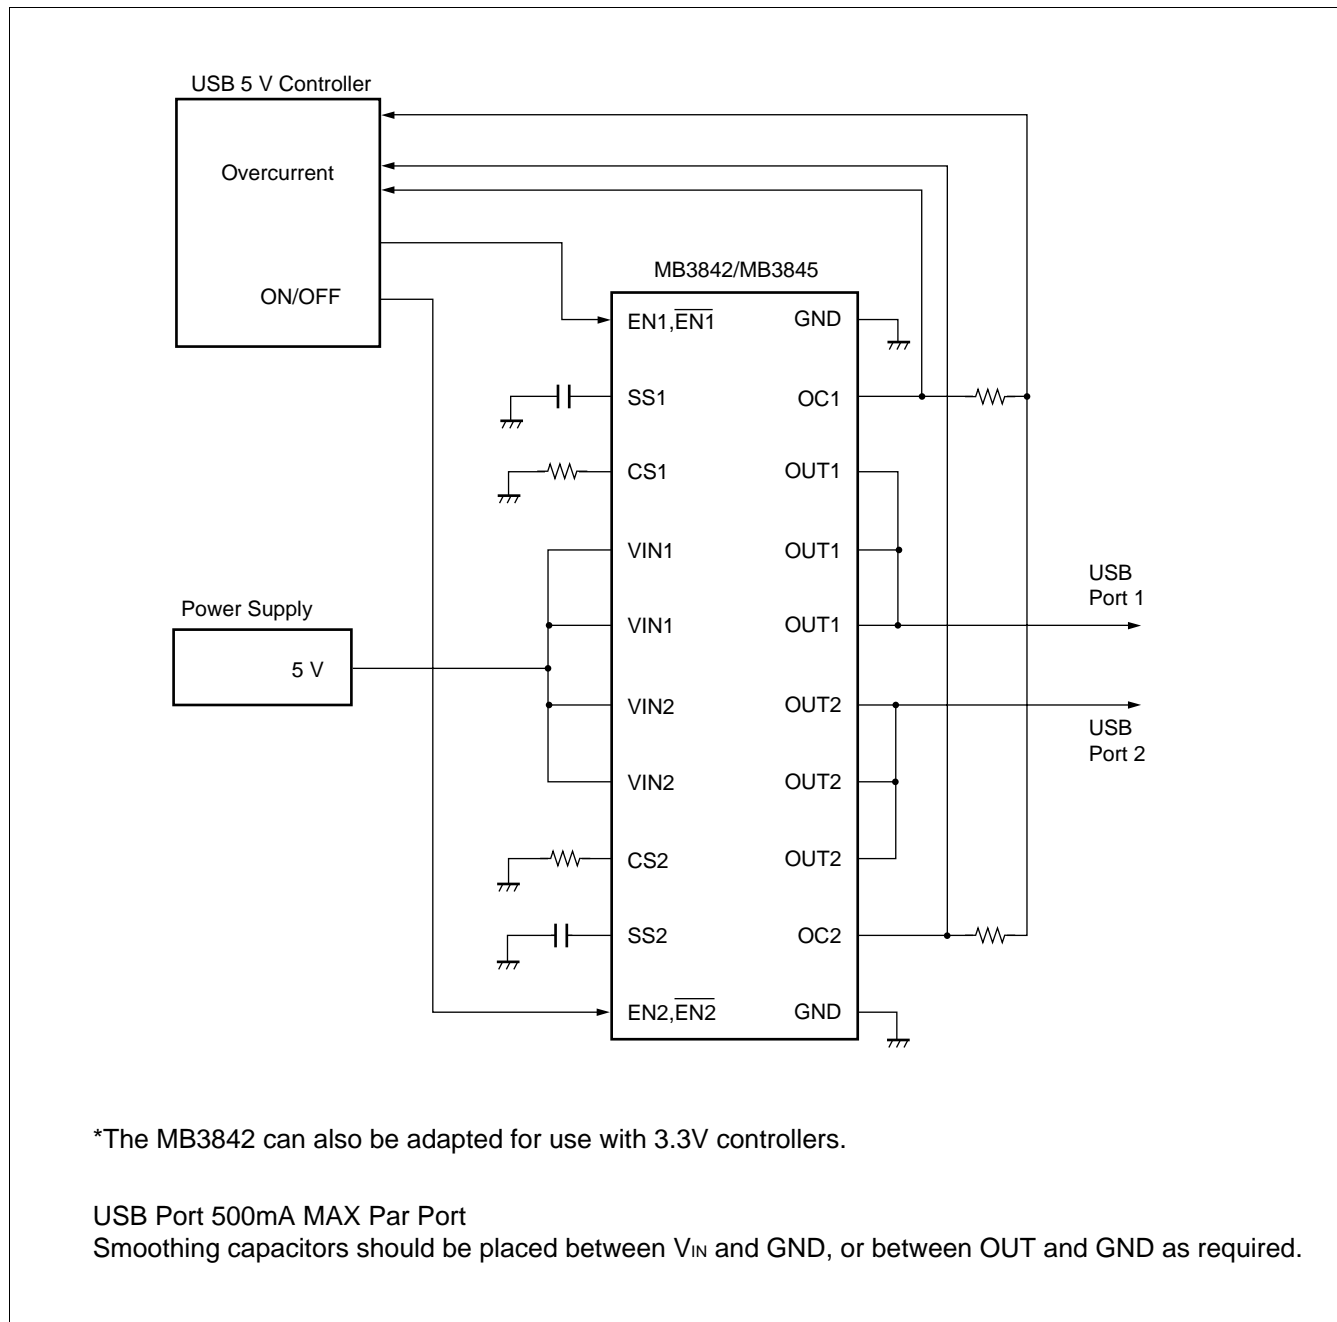 USB 5 V Controller
Overcurrent
ON/OFF
MB3842/MB3845
EN1,E̅N̅1̅
GND
SS1
OC1
CS1
OUT1
VIN1
OUT1
USB
Port 1
Power Supply
VIN1
OUT1
5 V
VIN2
OUT2
USB
Port 2
VIN2
OUT2
CS2
OUT2
SS2
OC2
EN2,E̅N̅2̅
GND
*The MB3842 can also be adapted for use with 3.3V controllers.
USB Port 500mA MAX Par Port
Smoothing capacitors should be placed between VIN and GND, or between OUT and GND as required.